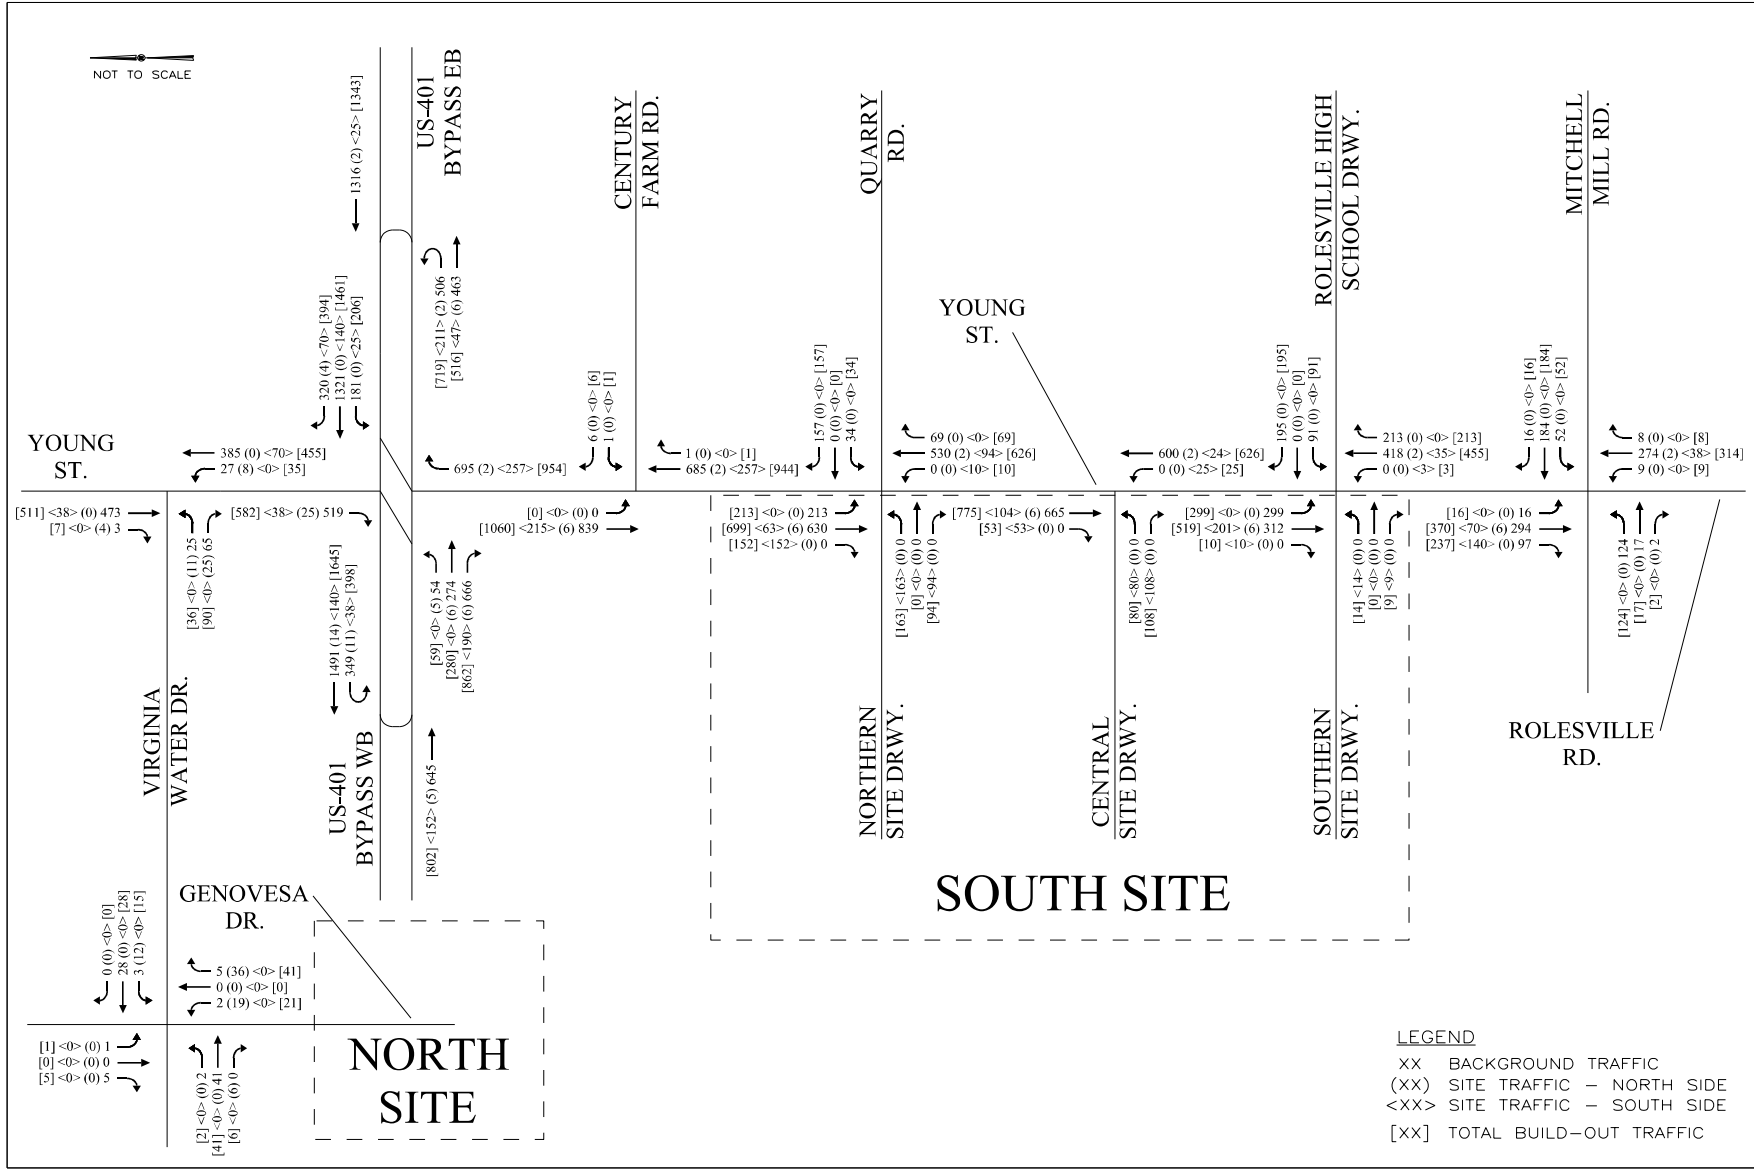 NOT TO SCALE
1316 (2) <25> [1343]
US-401
BYPASS EB
CENTURY
FARM RD.
QUARRY
RD.
ROLESVILLE HIGH
SCHOOL DRWY.
MITCHELL
MILL RD.
320 (4) <70> [394]
1321 (0) <140> [1461]
181 (0) <25> [206]
[719] <211> (2) 506
[516] <47> (6) 463
6 (0) <0> [6]
1 (0) <0> [1]
157 (0) <0> [157]
0 (0) <0> [0]
34 (0) <0> [34]
YOUNG
ST.
195 (0) <0> [195]
0 (0) <0> [0]
91 (0) <0> [91]
16 (0) <0> [16]
184 (0) <0> [184]
52 (0) <0> [52]
YOUNG
ST.
385 (0) <70> [455]
27 (8) <0> [35]
695 (2) <257> [954]
1 (0) <0> [1]
685 (2) <257> [944]
69 (0) <0> [69]
530 (2) <94> [626]
0 (0) <10> [10]
600 (2) <24> [626]
0 (0) <25> [25]
213 (0) <0> [213]
418 (2) <35> [455]
0 (0) <3> [3]
8 (0) <0> [8]
274 (2) <38> [314]
9 (0) <0> [9]
[511] <38> (0) 473
[7] <0> (4) 3
[36] <0> (11) 25
[90] <0> (25) 65
[582] <38> (25) 519
[0] <0> (0) 0
[1060] <215> (6) 839
[213] <0> (0) 213
[699] <63> (6) 630
[152] <152> (0) 0
[163] <163> (0) 0
[0] <0> (0) 0
[94] <94> (0) 0
[775] <104> (6) 665
[53] <53> (0) 0
[80] <80> (0) 0
[108] <108> (0) 0
[299] <0> (0) 299
[519] <201> (6) 312
[10] <10> (0) 0
[14] <14> (0) 0
[0] <0> (0) 0
[9] <9> (0) 0
[16] <0> (0) 16
[370] <70> (6) 294
[237] <140> (0) 97
[124] <0> (0) 124
[17] <0> (0) 17
[2] <0> (0) 2
1491 (14) <140> [1645]
349 (11) <38> [398]
[59] <0> (5) 54
[280] <0> (6) 274
[862] <190> (6) 666
VIRGINIA
WATER DR.
US-401
BYPASS WB
[802] <152> (5) 645
NORTHERN
SITE DRWY.
CENTRAL
SITE DRWY.
SOUTHERN
SITE DRWY.
ROLESVILLE
RD.
SOUTH SITE
GENOVESA
DR.
0 (0) <0> [0]
28 (0) <0> [28]
3 (12) <0> [15]
5 (36) <0> [41]
0 (0) <0> [0]
2 (19) <0> [21]
[1] <0> (0) 1
[0] <0> (0) 0
[5] <0> (0) 5
[2] <0> (0) 2
[41] <0> (0) 41
[6] <0> (6) 0
NORTH
SITE
LEGEND
XX BACKGROUND TRAFFIC
(XX) SITE TRAFFIC – NORTH SIDE
<XX> SITE TRAFFIC – SOUTH SIDE
[XX] TOTAL BUILD–OUT TRAFFIC